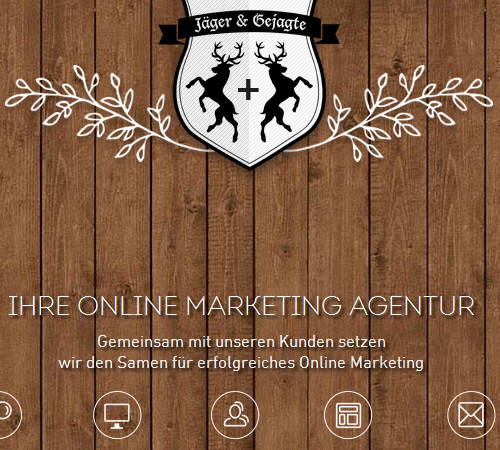 Jäger & Gejagte
+
IHRE ONLINE MARKETING AGENTUR
Gemeinsam mit unseren Kunden setzen
wir den Samen für erfolgreiches Online Marketing